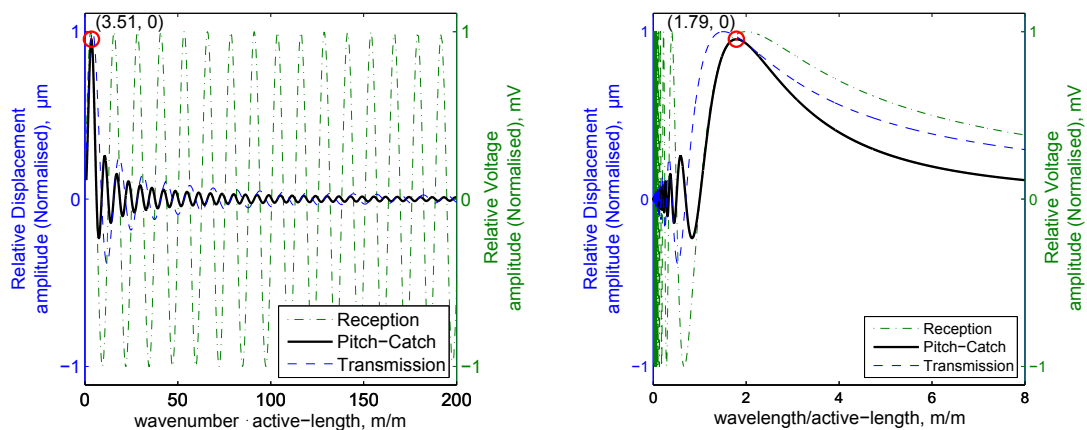 (3.51, 0)
1
0
−1
Relative Displacement
amplitude (Normalised), μm
1
0
−1
Relative Voltage
amplitude (Normalised), mV
Reception
Pitch−Catch
Transmission
0 50 100 150 200
wavenumber ·active−length, m/m
(1.79, 0)
1
0
−1
Relative Displacement
amplitude (Normalised), μm
1
0
−1
Relative Voltage
amplitude (Normalised), mV
Reception
Pitch−Catch
Transmission
0 2 4 6 8
wavelength/active−length, m/m